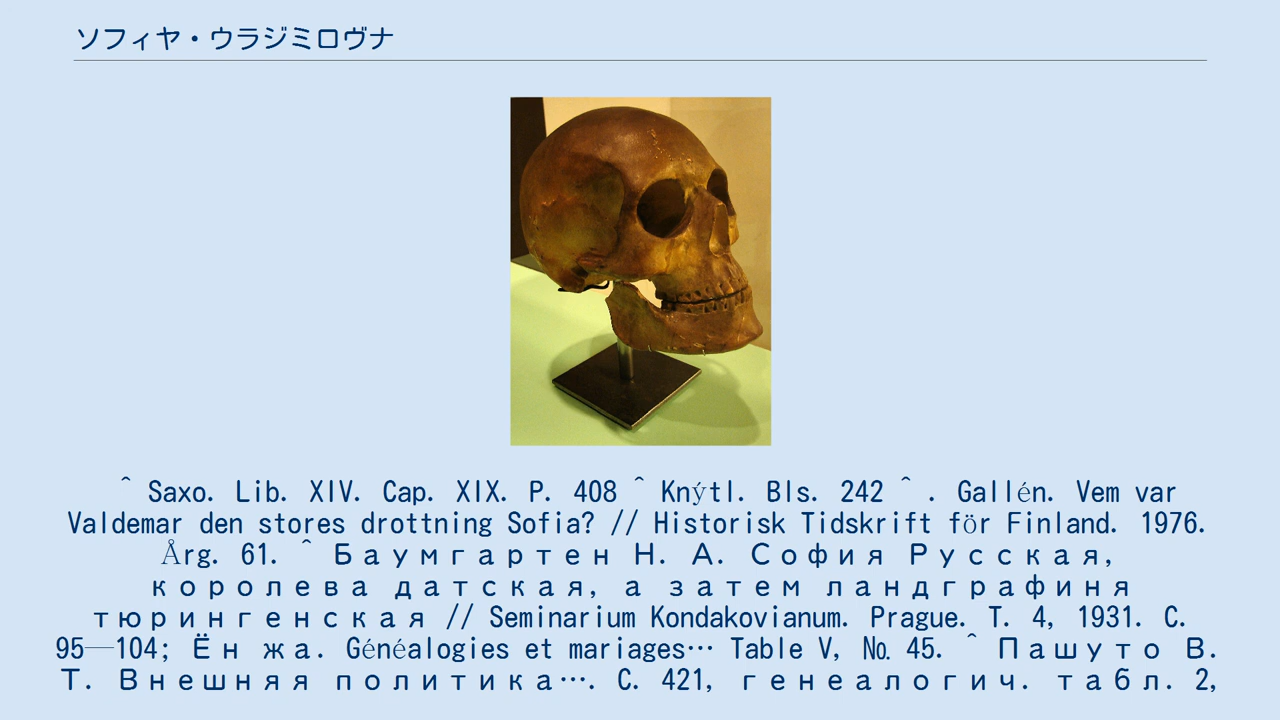 ソフィヤ・ウラジミロヴナ
^ Saxo. Lib. XIV. Cap. XIX. P. 408 ^ Knýtl. Bls. 242 ^ . Gallén. Vem var
Valdemar den stores drottning Sofia? // Historisk Tidskrift för Finland. 1976.
Årg. 61. ^ Баумгартен Н. А. София Русская,
королева датская, а затем ландграфиня
тюрингенская // Seminarium Kondakovianum. Prague. T. 4, 1931. C.
95—104; Ён жа. Généalogies et mariages… Table V, № 45. ^ Пашуто В.
Т. Внешняя политика…. С. 421, генеалогич. табл. 2,